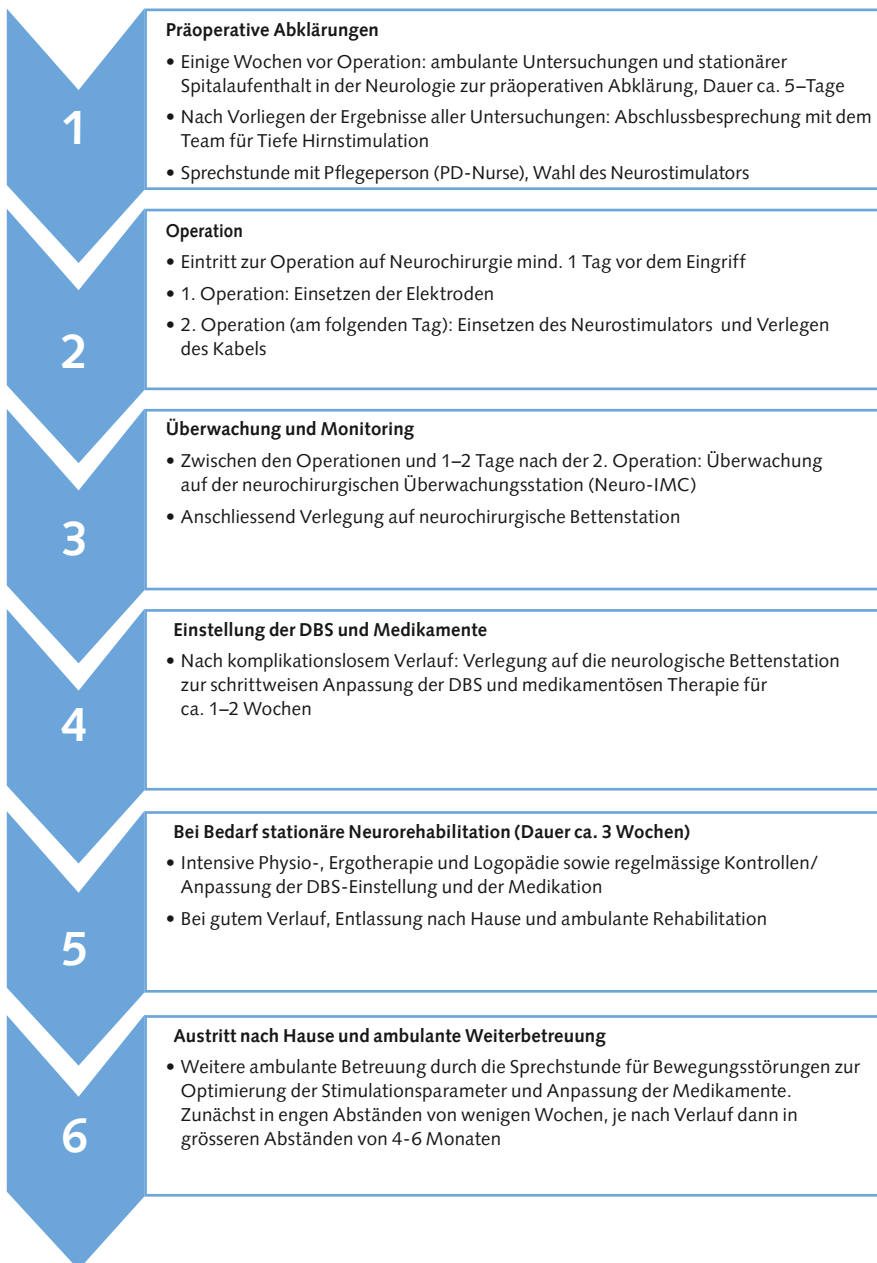 1
Präoperative Abklärungen
• Einige Wochen vor Operation: ambulante Untersuchungen und stationärer
Spitalaufenthalt in der Neurologie zur präoperativen Abklärung, Dauer ca. 5–Tage
• Nach Vorliegen der Ergebnisse aller Untersuchungen: Abschlussbesprechung mit dem
Team für Tiefe Hirnstimulation
• Sprechstunde mit Pflegeperson (PD-Nurse), Wahl des Neurostimulators
2
Operation
• Eintritt zur Operation auf Neurochirurgie mind. 1 Tag vor dem Eingriff
• 1. Operation: Einsetzen der Elektroden
• 2. Operation (am folgenden Tag): Einsetzen des Neurostimulators und Verlegen
des Kabels
3
Überwachung und Monitoring
• Zwischen den Operationen und 1–2 Tage nach der 2. Operation: Überwachung
auf der neurochirurgischen Überwachungsstation (Neuro-IMC)
• Anschliessend Verlegung auf neurochirurgische Bettenstation
4
Einstellung der DBS und Medikamente
• Nach komplikationslosem Verlauf: Verlegung auf die neurologische Bettenstation
zur schrittweisen Anpassung der DBS und medikamentösen Therapie für
ca. 1–2 Wochen
5
Bei Bedarf stationäre Neurorehabilitation (Dauer ca. 3 Wochen)
• Intensive Physio-, Ergotherapie und Logopädie sowie regelmässige Kontrollen/
Anpassung der DBS-Einstellung und der Medikation
• Bei gutem Verlauf, Entlassung nach Hause und ambulante Rehabilitation
6
Austritt nach Hause und ambulante Weiterbetreuung
• Weitere ambulante Betreuung durch die Sprechstunde für Bewegungsstörungen zur
Optimierung der Stimulationsparameter und Anpassung der Medikamente.
Zunächst in engen Abständen von wenigen Wochen, je nach Verlauf dann in
grösseren Abständen von 4-6 Monaten